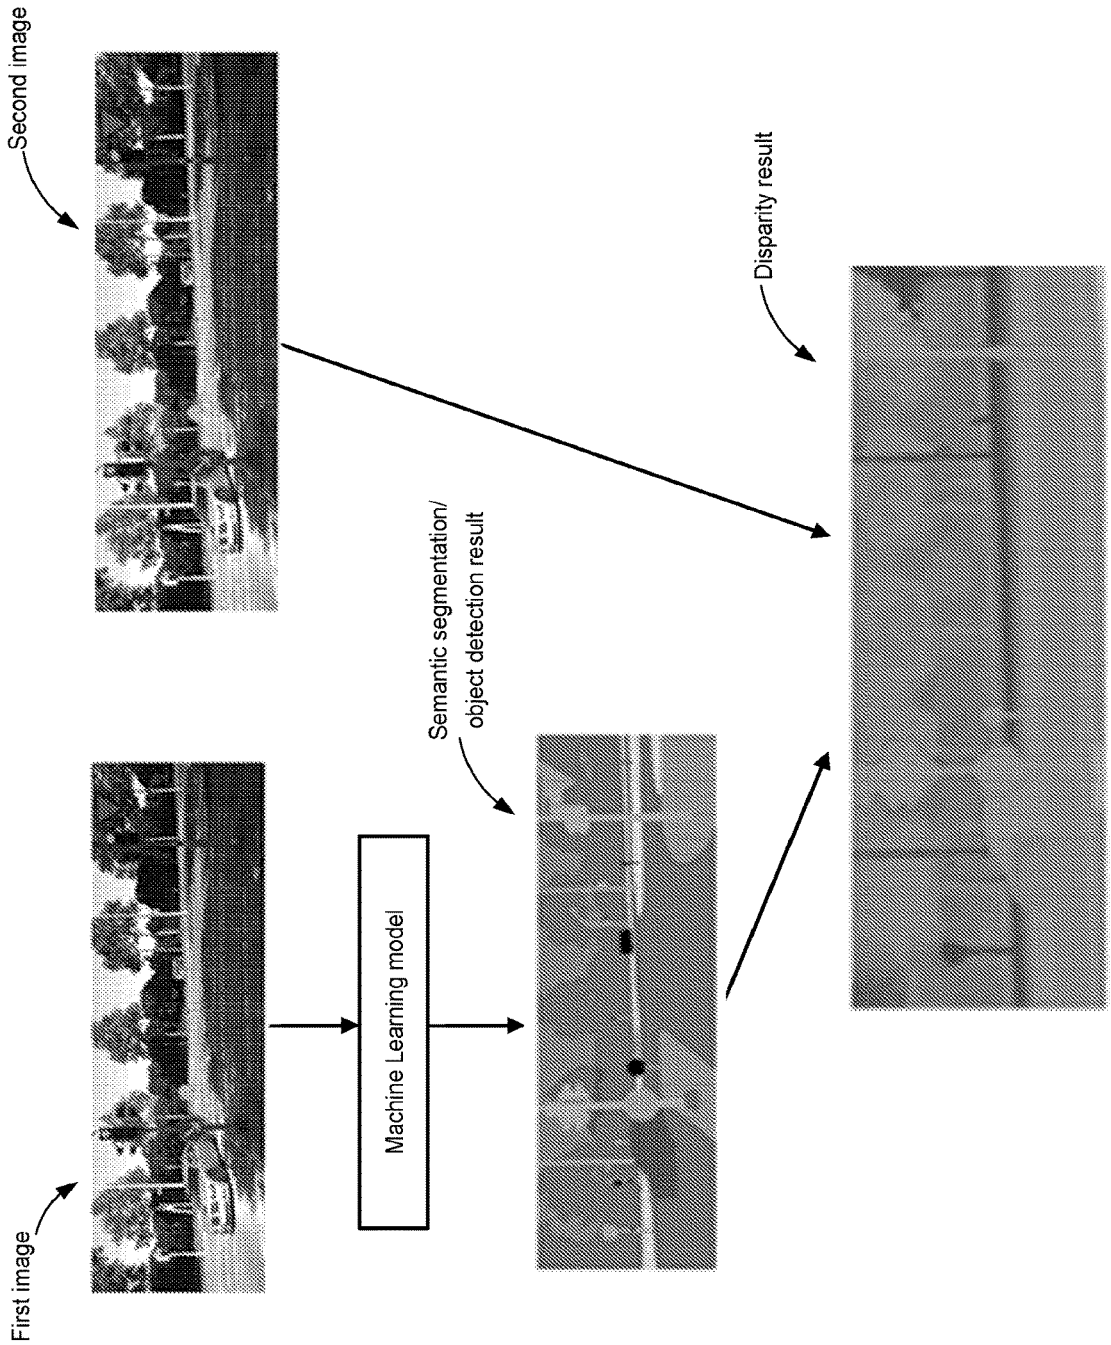 First image
Second image
Machine Learning model
Semantic segmentation/
object detection result
Disparity result